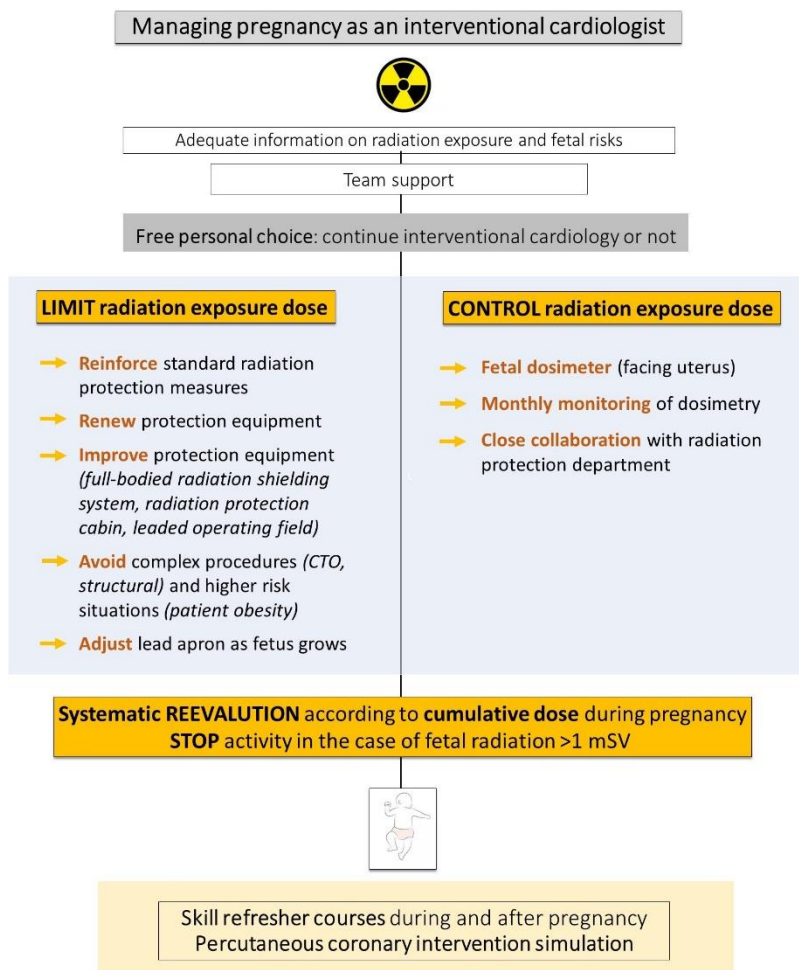 Managing pregnancy as an interventional cardiologist
Adequate information on radiation exposure and fetal risks
Team support
Free personal choice: continue interventional cardiology or not
LIMIT radiation exposure dose
Reinforce standard radiation
protection measures
Renew protection equipment
Improve protection equipment
(full-bodied radiation shielding
system, radiation protection
cabin, leaded operating field)
Avoid complex procedures (CTO,
structural) and higher risk
situations (patient obesity)
Adjust lead apron as fetus grows
CONTROL radiation exposure dose
Fetal dosimeter (facing uterus)
Monthly monitoring of dosimetry
Close collaboration with radiation
protection department
Systematic REEVALUTION according to cumulative dose during pregnancy
STOP activity in the case of fetal radiation >1 mSV
Skill refresher courses during and after pregnancy
Percutaneous coronary intervention simulation